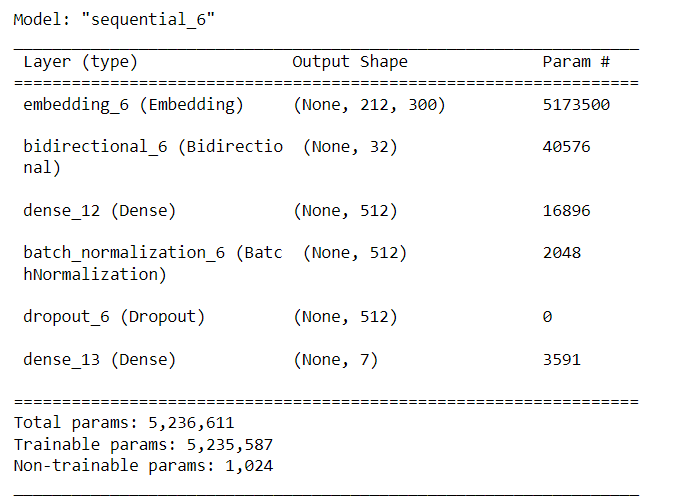 Model: "sequential_6"
_________________________________________________________________
Layer (type) Output Shape Param #
=================================================================
embedding_6 (Embedding) (None, 212, 300) 5173500
bidirectional_6 (Bidirectio (None, 32) 40576
nal)
dense_12 (Dense) (None, 512) 16896
batch_normalization_6 (Batc (None, 512) 2048
hNormalization)
dropout_6 (Dropout) (None, 512) 0
dense_13 (Dense) (None, 7) 3591
=================================================================
Total params: 5,236,611
Trainable params: 5,235,587
Non-trainable params: 1,024
_________________________________________________________________